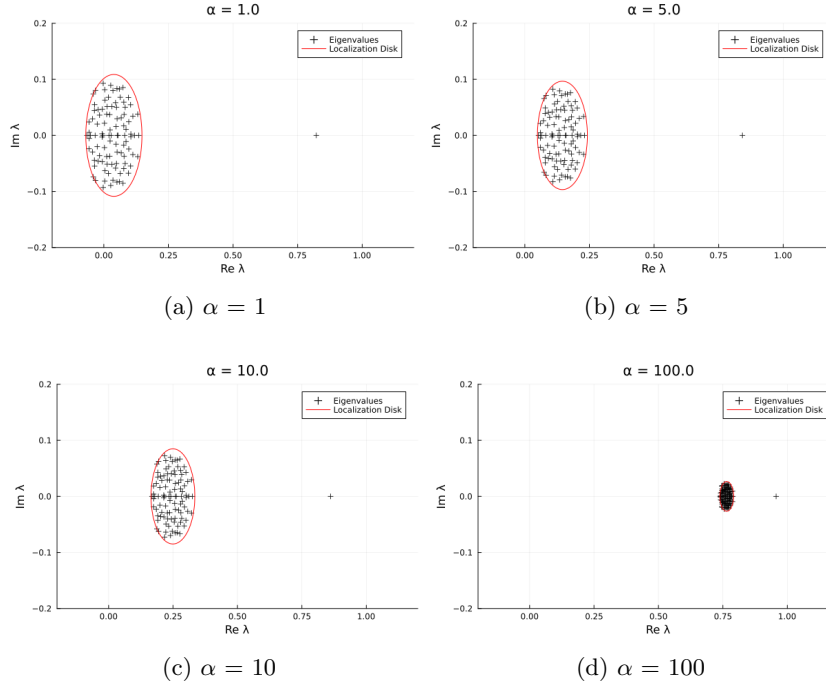 α = 1.0
0.2
0.1
0.0
−0.1
−0.2
Im λ
0.00
0.25
0.50
0.75
1.00
Re λ
Eigenvalues
Localization Disk
(a) α = 1
α = 5.0
0.2
0.1
0.0
−0.1
−0.2
Im λ
0.00
0.25
0.50
0.75
1.00
Re λ
Eigenvalues
Localization Disk
(b) α = 5
α = 10.0
0.2
0.1
0.0
−0.1
−0.2
Im λ
0.00
0.25
0.50
0.75
1.00
Re λ
Eigenvalues
Localization Disk
(c) α = 10
α = 100.0
0.2
0.1
0.0
−0.1
−0.2
Im λ
0.00
0.25
0.50
0.75
1.00
Re λ
Eigenvalues
Localization Disk
(d) α = 100